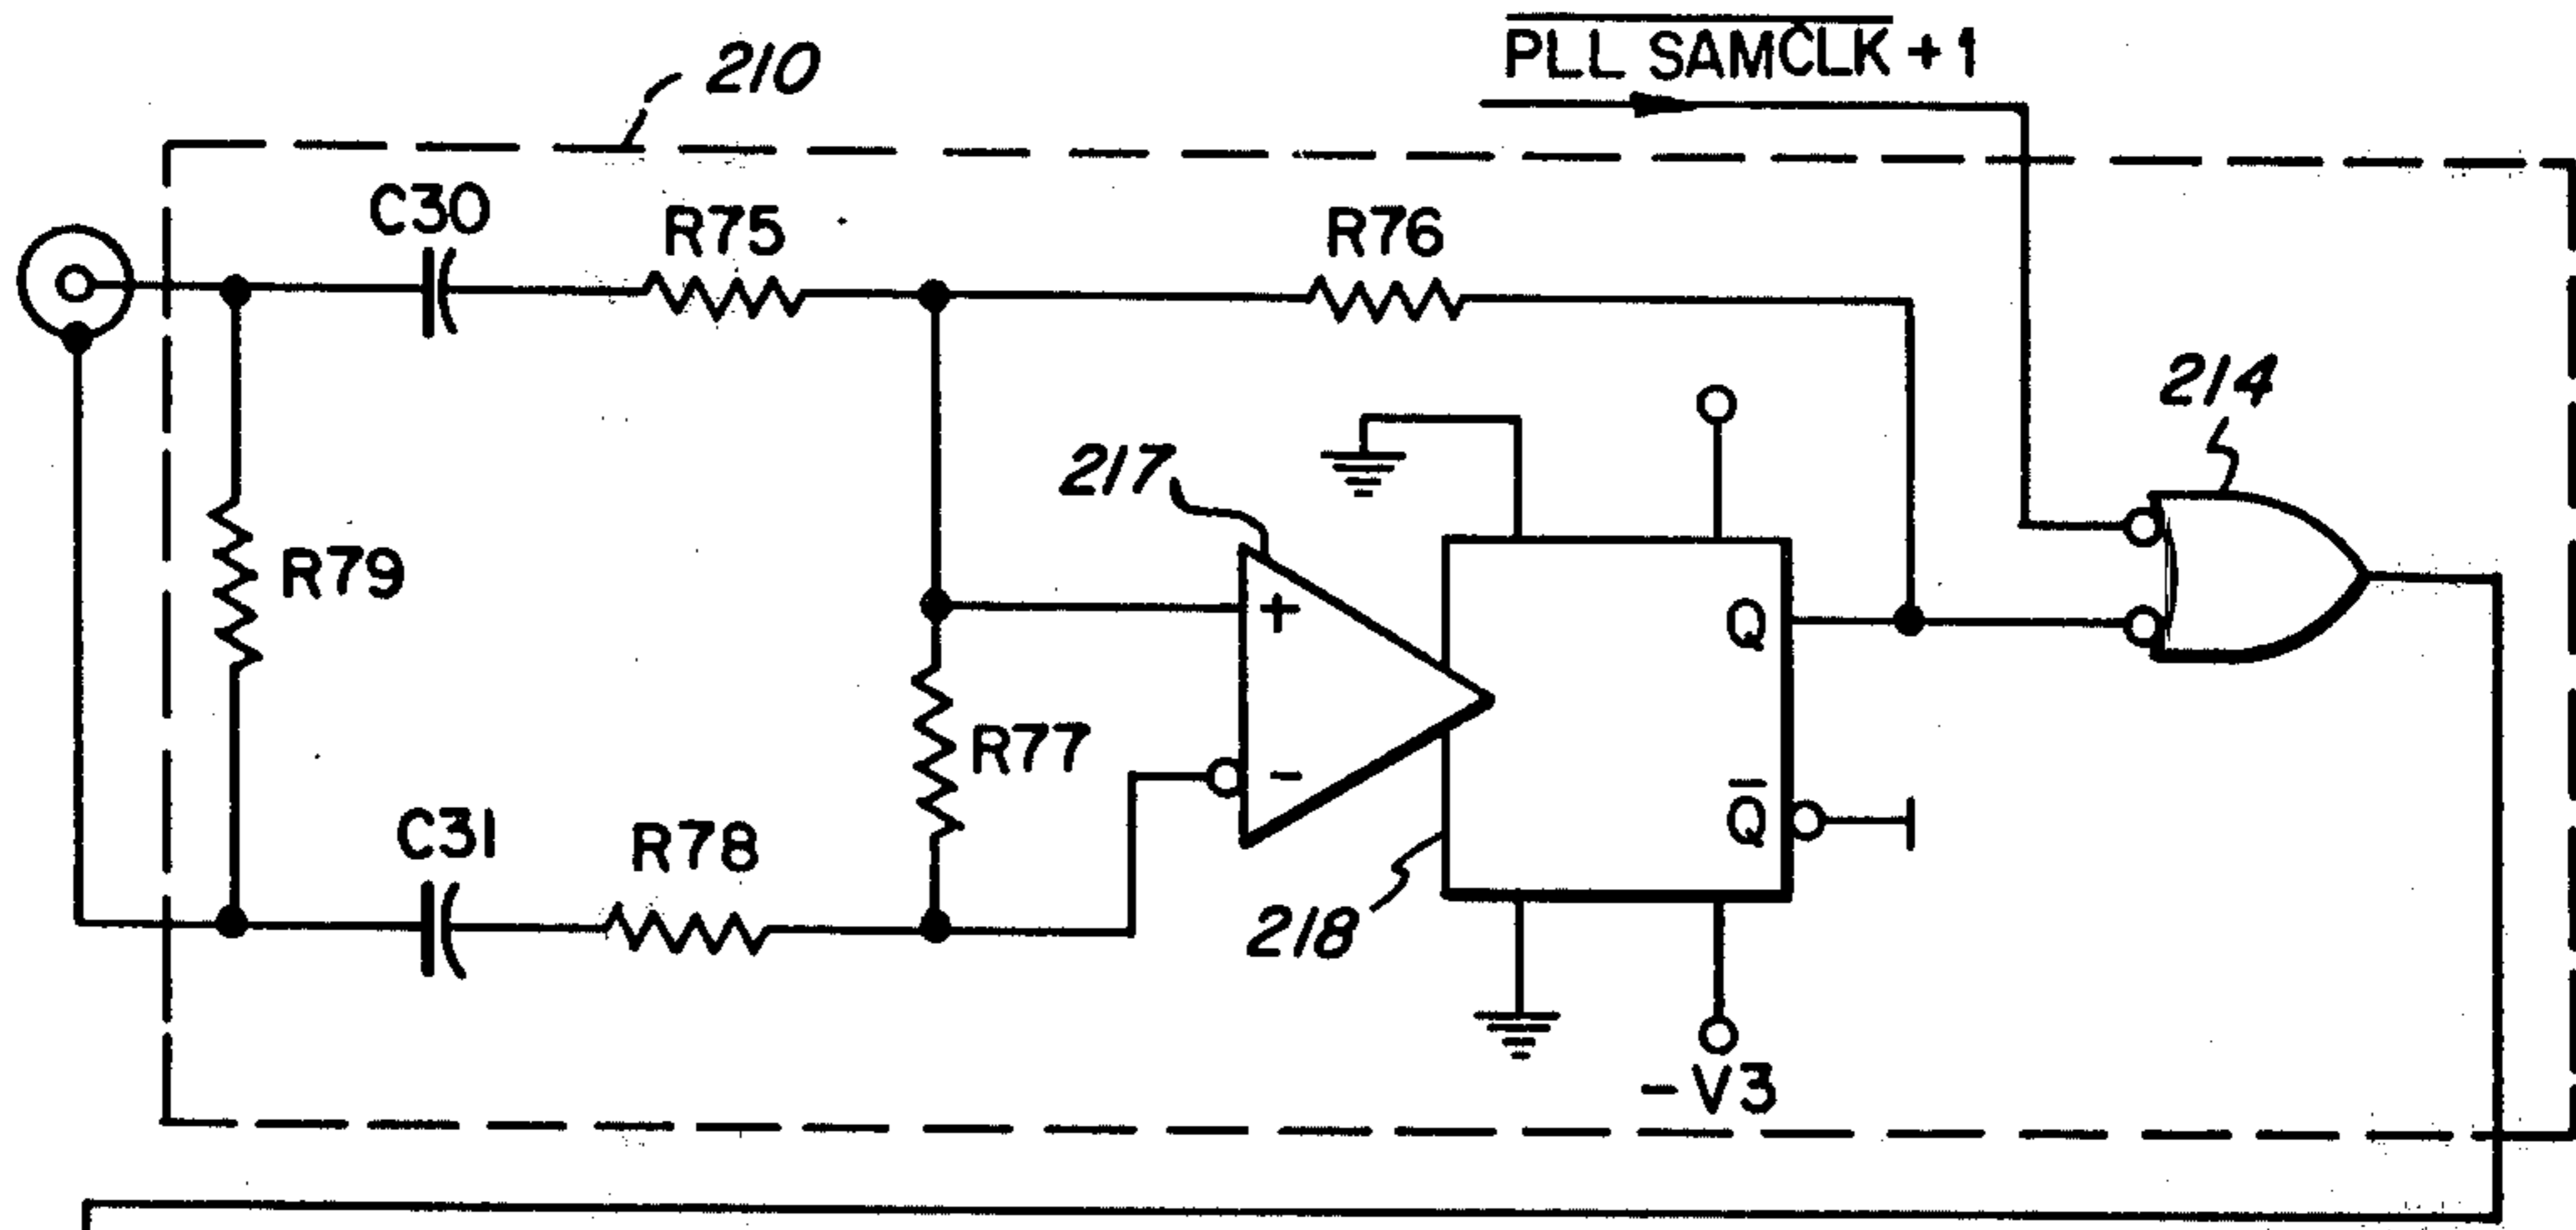 PLL SAMCLK + 1
210
C30
R75
R76
214
217
R79
+
Q
R77
-
Q̅
C31
R78
218
- V3